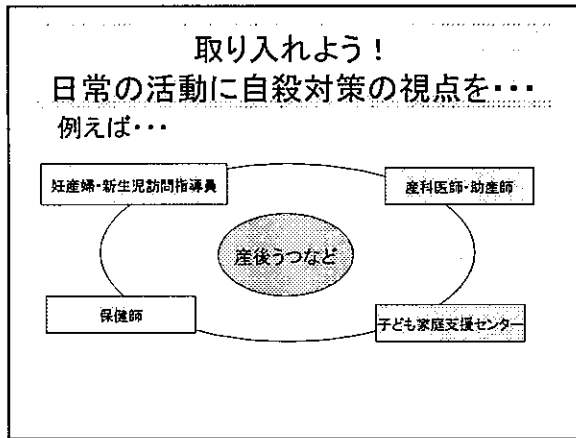 取り入れよう！
日常の活動に自殺対策の視点を・・・
例えば・・・
妊産婦・新生児訪問指導員
産科医師・助産師
産後うつなど
保健師
子ども家庭支援センター